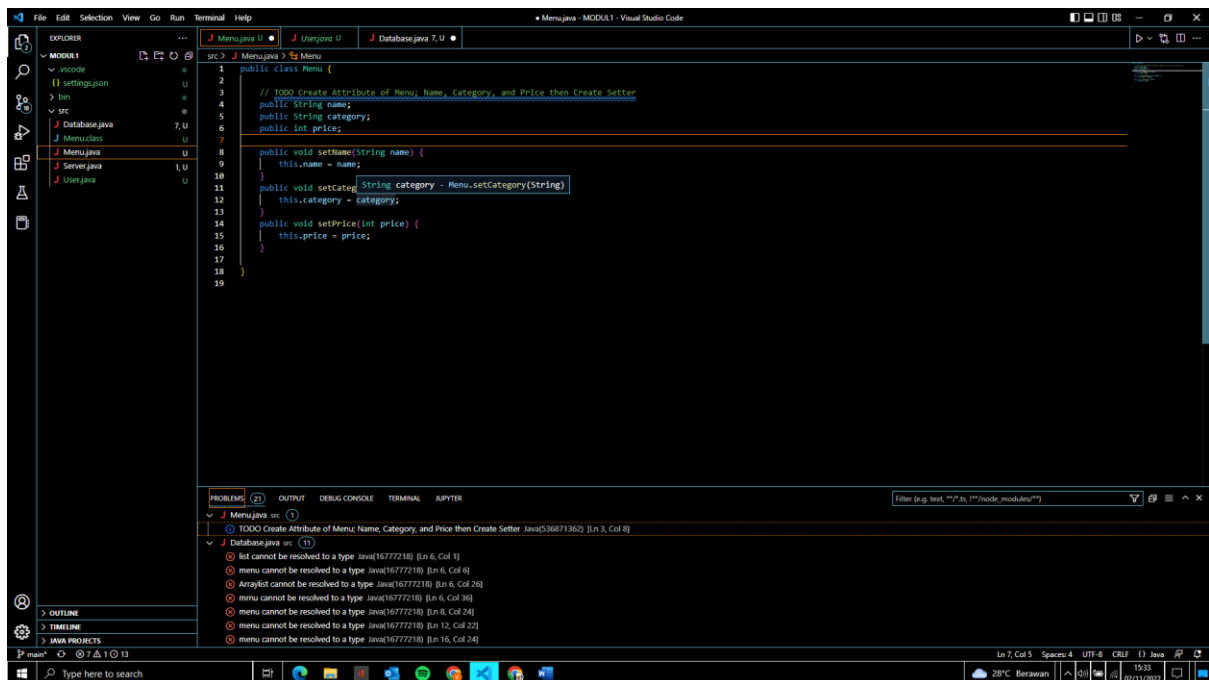 File Edit Selection View Go Run Terminal Help
● Menu.java - MODUL1 - Visual Studio Code
EXPLORER
MODUL1
.vscode
{} settings.json U
bin
src
J Database.java 7, U
J Menu.class U
J Menu.java U
J Server.java 1, U
J User.java U
OUTLINE
TIMELINE
JAVA PROJECTS
J Menu.java U ● J User.java U J Database.java 7, U ●
src > J Menu.java > Menu
1 public class Menu {
2
3 // TODO Create Attribute of Menu; Name, Category, and Price then Create Setter
4 public String name;
5 public String category;
6 public int price;
7
8 public void setName(String name) {
9 this.name = name;
10 }
11 public void setCateg
String category - Menu.setCategory(String)
12 this.category = category;
13 }
14 public void setPrice(int price) {
15 this.price = price;
16 }
17
18 }
19
PROBLEMS 21 OUTPUT DEBUG CONSOLE TERMINAL JUPYTER
Filter (e.g. text, **/*.ts, !**/node_modules/**)
J Menu.java src 1
TODO Create Attribute of Menu; Name, Category, and Price then Create Setter Java(536871362) [Ln 3, Col 8]
J Database.java src 11
list cannot be resolved to a type Java(16777218) [Ln 6, Col 1]
menu cannot be resolved to a type Java(16777218) [Ln 6, Col 6]
Arraylist cannot be resolved to a type Java(16777218) [Ln 6, Col 26]
mrnu cannot be resolved to a type Java(16777218) [Ln 6, Col 36]
menu cannot be resolved to a type Java(16777218) [Ln 8, Col 24]
menu cannot be resolved to a type Java(16777218) [Ln 12, Col 22]
menu cannot be resolved to a type Java(16777218) [Ln 16, Col 24]
main* 7 1 13
Ln 7, Col 5 Spaces: 4 UTF-8 CRLF {} Java
Type here to search
28°C Berawan
15:33
02/11/2022